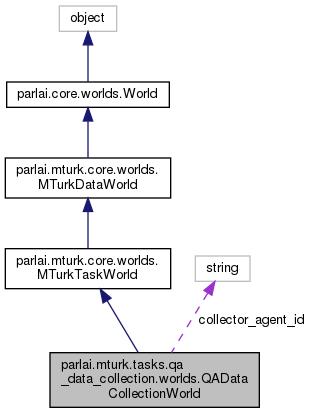 object
parlai.core.worlds.World
parlai.mturk.core.worlds.
MTurkDataWorld
parlai.mturk.core.worlds.
MTurkTaskWorld
string
collector_agent_id
parlai.mturk.tasks.qa
_data_collection.worlds.QAData
CollectionWorld